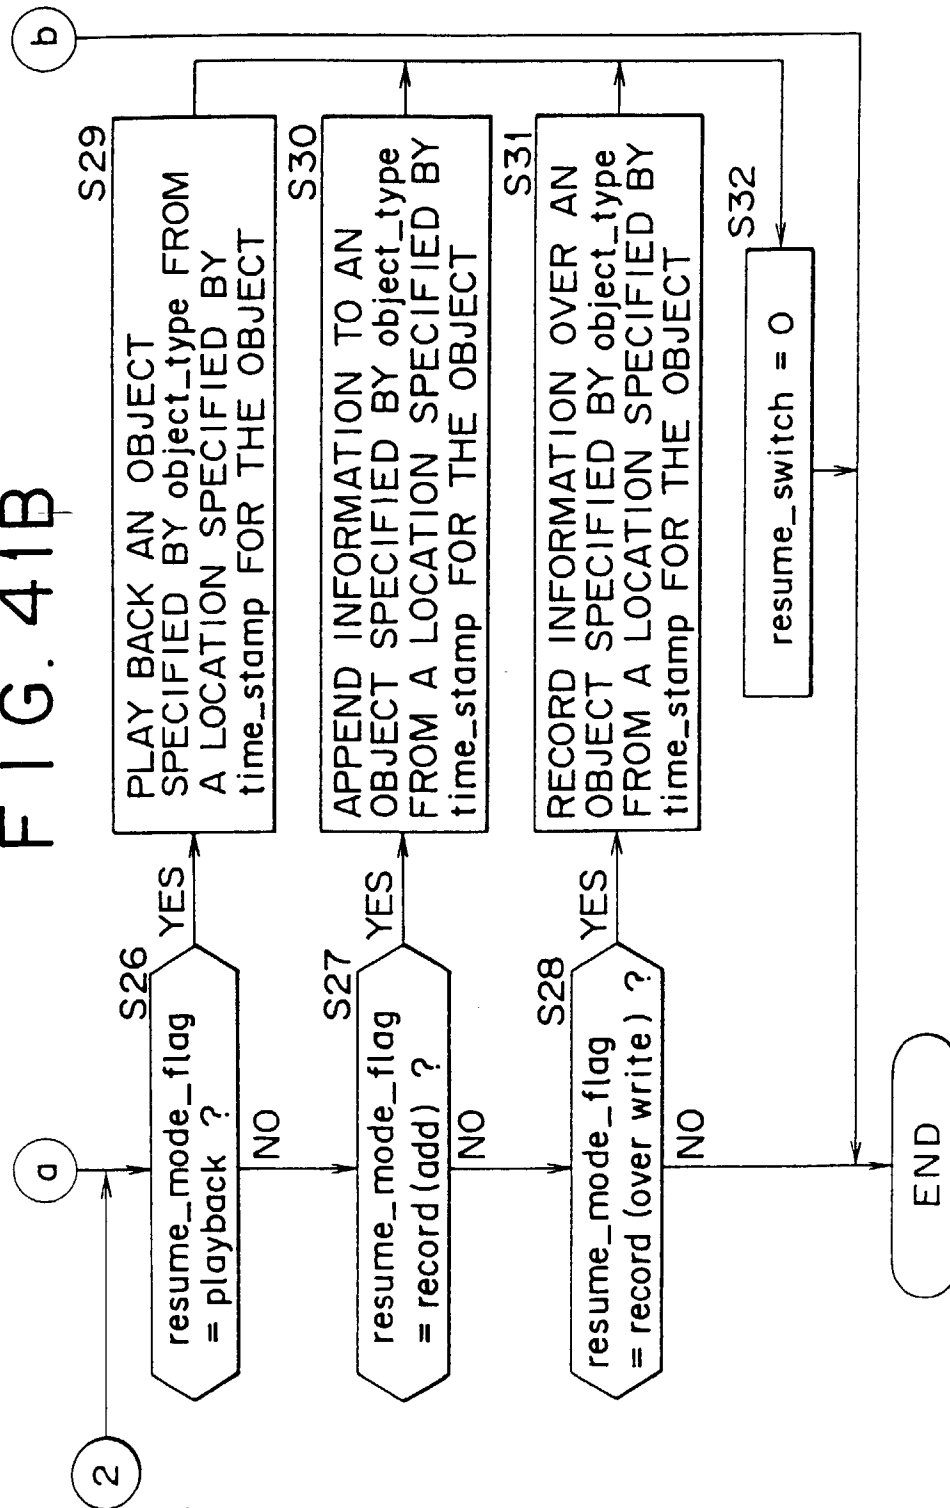 FIG. 41B
a
b
2
S26
resume_mode_flag
= playback ?
YES
NO
S29
PLAY BACK AN OBJECT
SPECIFIED BY object_type FROM
A LOCATION SPECIFIED BY
time_stamp FOR THE OBJECT
S27
resume_mode_flag
= record (add) ?
YES
NO
S30
APPEND INFORMATION TO AN
OBJECT SPECIFIED BY object_type
FROM A LOCATION SPECIFIED BY
time_stamp FOR THE OBJECT
S28
resume_mode_flag
= record (over write) ?
YES
NO
S31
RECORD INFORMATION OVER AN
OBJECT SPECIFIED BY object_type
FROM A LOCATION SPECIFIED BY
time_stamp FOR THE OBJECT
S32
resume_switch = 0
END